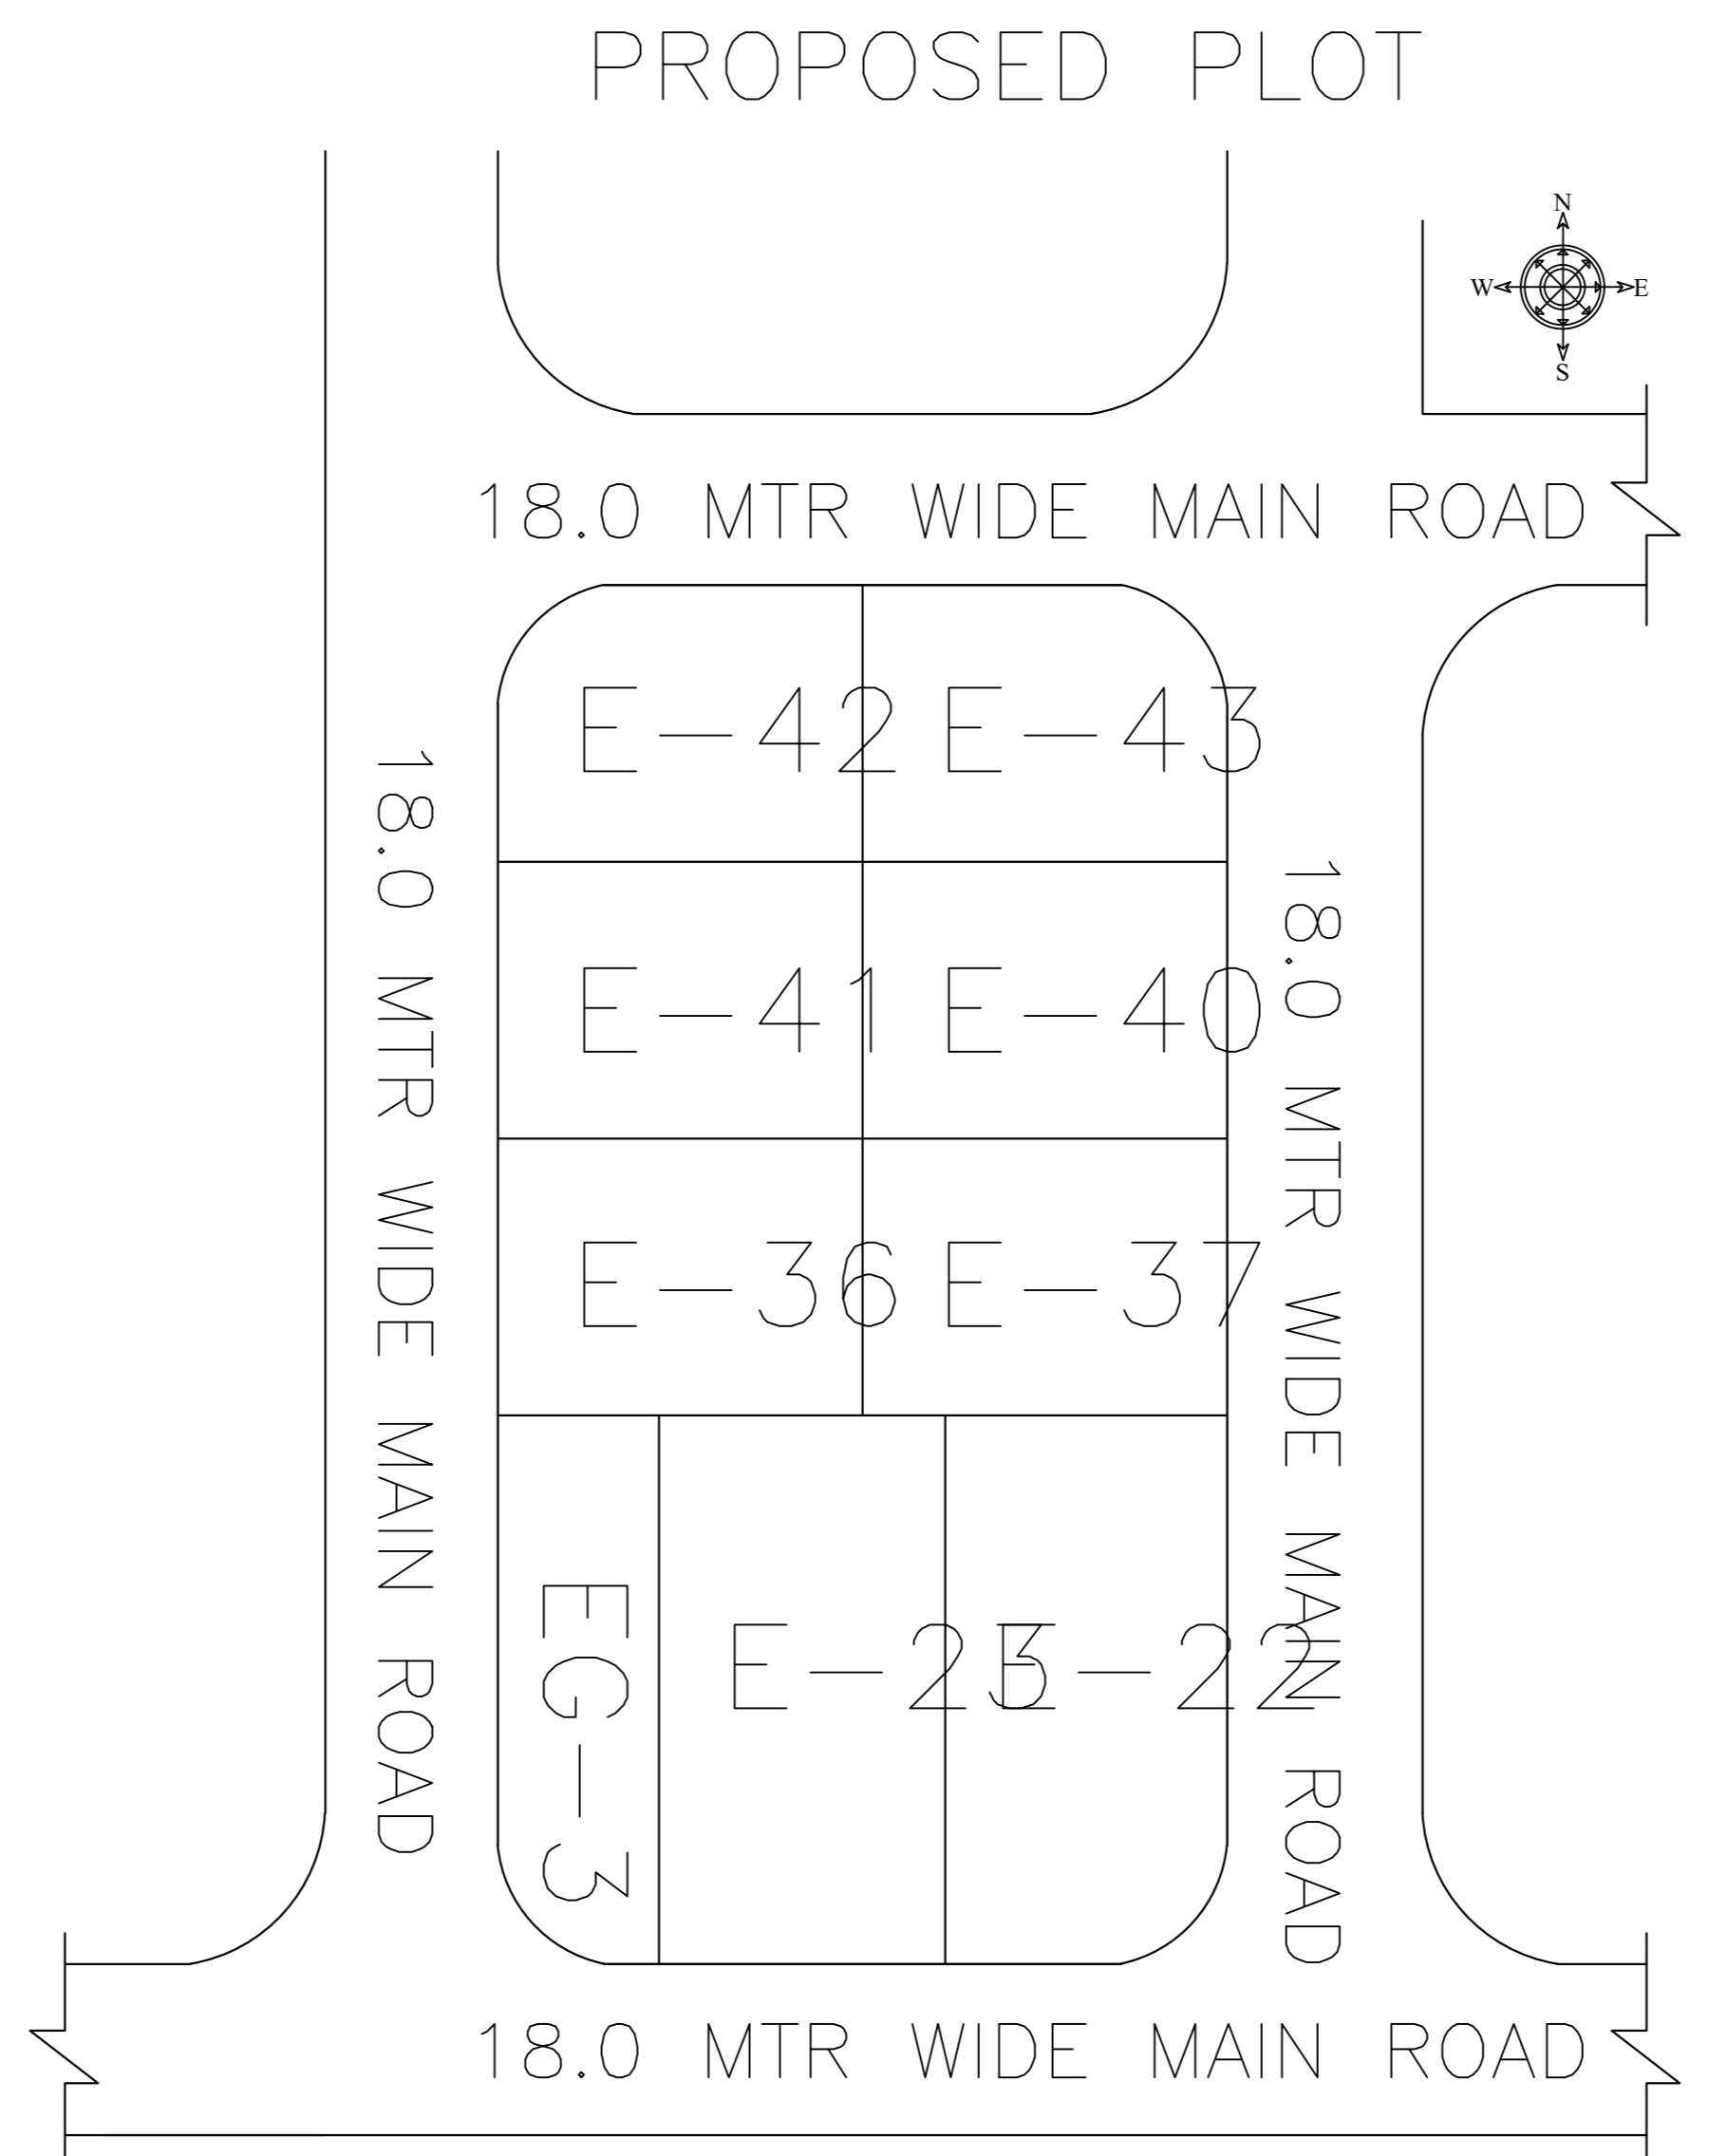 PROPOSED PLOT
N
W E
S
18.0 MTR WIDE MAIN ROAD
E-42 E-43
18.0 MTR WIDE MAIN ROAD
18.0 MTR WIDE MAIN ROAD
E-41 E-40
E-36 E-37
EG-3
E-23 E-22
18.0 MTR WIDE MAIN ROAD